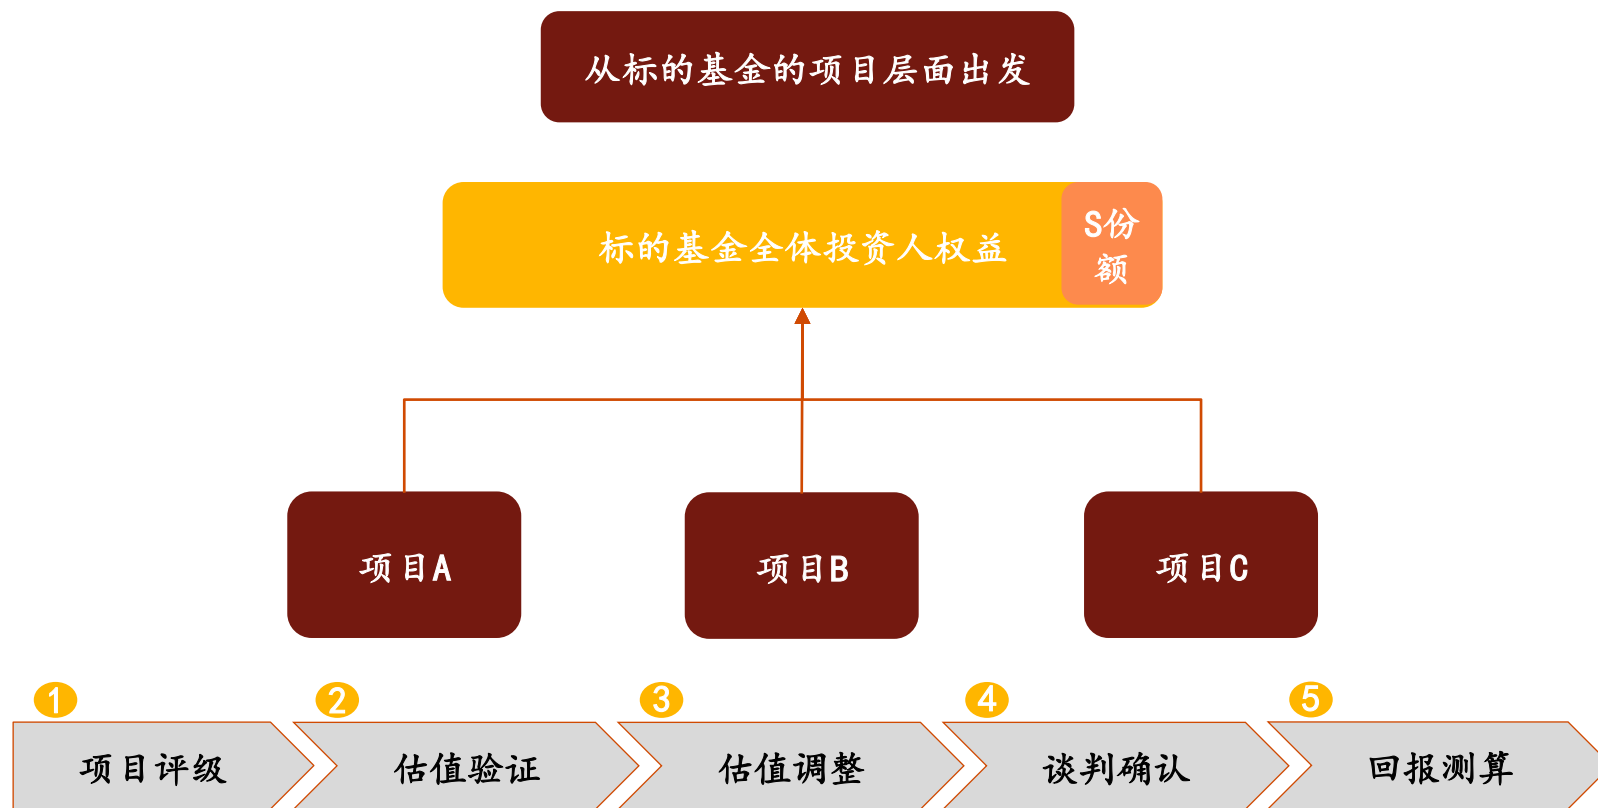 从标的基金的项目层面出发
标的基金全体投资人权益
S份
额
项目A
项目B
项目C
1
2
3
4
5
项目评级
估值验证
估值调整
谈判确认
回报测算